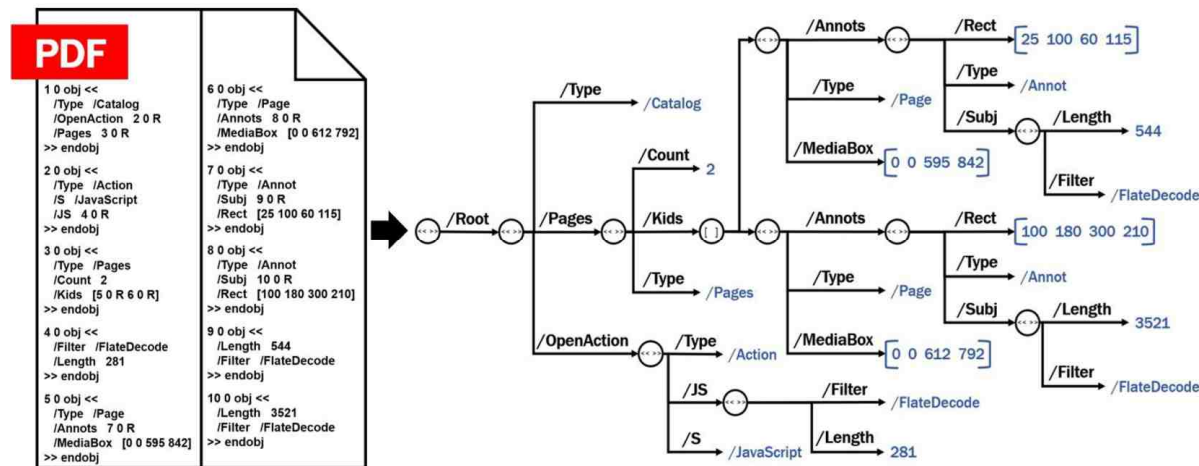 PDF
1 0 obj <<
/Type /Catalog
/OpenAction 2 0 R
/Pages 3 0 R
>> endobj
2 0 obj <<
/Type /Action
/S /JavaScript
/JS 4 0 R
>> endobj
3 0 obj <<
/Type /Pages
/Count 2
/Kids [5 0 R 6 0 R]
>> endobj
4 0 obj <<
/Filter /FlateDecode
/Length 281
>> endobj
5 0 obj <<
/Type /Page
/Annots 7 0 R
/MediaBox [0 0 595 842]
>> endobj
6 0 obj <<
/Type /Page
/Annots 8 0 R
/MediaBox [0 0 612 792]
>> endobj
7 0 obj <<
/Type /Annot
/Subj 9 0 R
/Rect [25 100 60 115]
>> endobj
8 0 obj <<
/Type /Annot
/Subj 10 0 R
/Rect [100 180 300 210]
>> endobj
9 0 obj <<
/Length 544
/Filter /FlateDecode
>> endobj
10 0 obj <<
/Length 3521
/Filter /FlateDecode
>> endobj
<< >>
/Root
<< >>
/Type
/Catalog
/Pages
<< >>
/Count
2
/Kids
[ ]
/Type
/Pages
<< >>
/Annots
<< >>
/Rect
[25 100 60 115]
/Type
/Annot
/Subj
<< >>
/Length
544
/Filter
/FlateDecode
/Type
/Page
/MediaBox
[0 0 595 842]
<< >>
/Annots
<< >>
/Rect
[100 180 300 210]
/Type
/Annot
/Subj
<< >>
/Length
3521
/Filter
/FlateDecode
/Type
/Page
/MediaBox
[0 0 612 792]
/OpenAction
<< >>
/Type
/Action
/JS
<< >>
/Filter
/FlateDecode
/Length
281
/S
/JavaScript